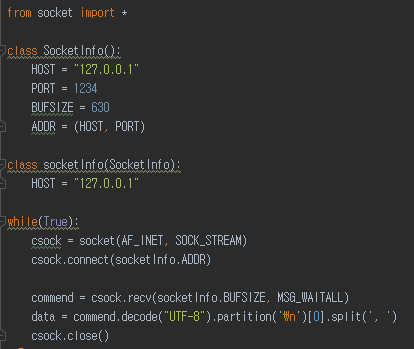 from socket import *
class SocketInfo():
HOST = "127.0.0.1"
PORT = 1234
BUFSIZE = 630
ADDR = (HOST, PORT)
class socketInfo(SocketInfo):
HOST = "127.0.0.1"
while(True):
csock = socket(AF_INET, SOCK_STREAM)
csock.connect(socketInfo.ADDR)
commend = csock.recv(socketInfo.BUFSIZE, MSG_WAITALL)
data = commend.decode("UTF-8").partition('₩n')[0].split(', ')
csock.close()